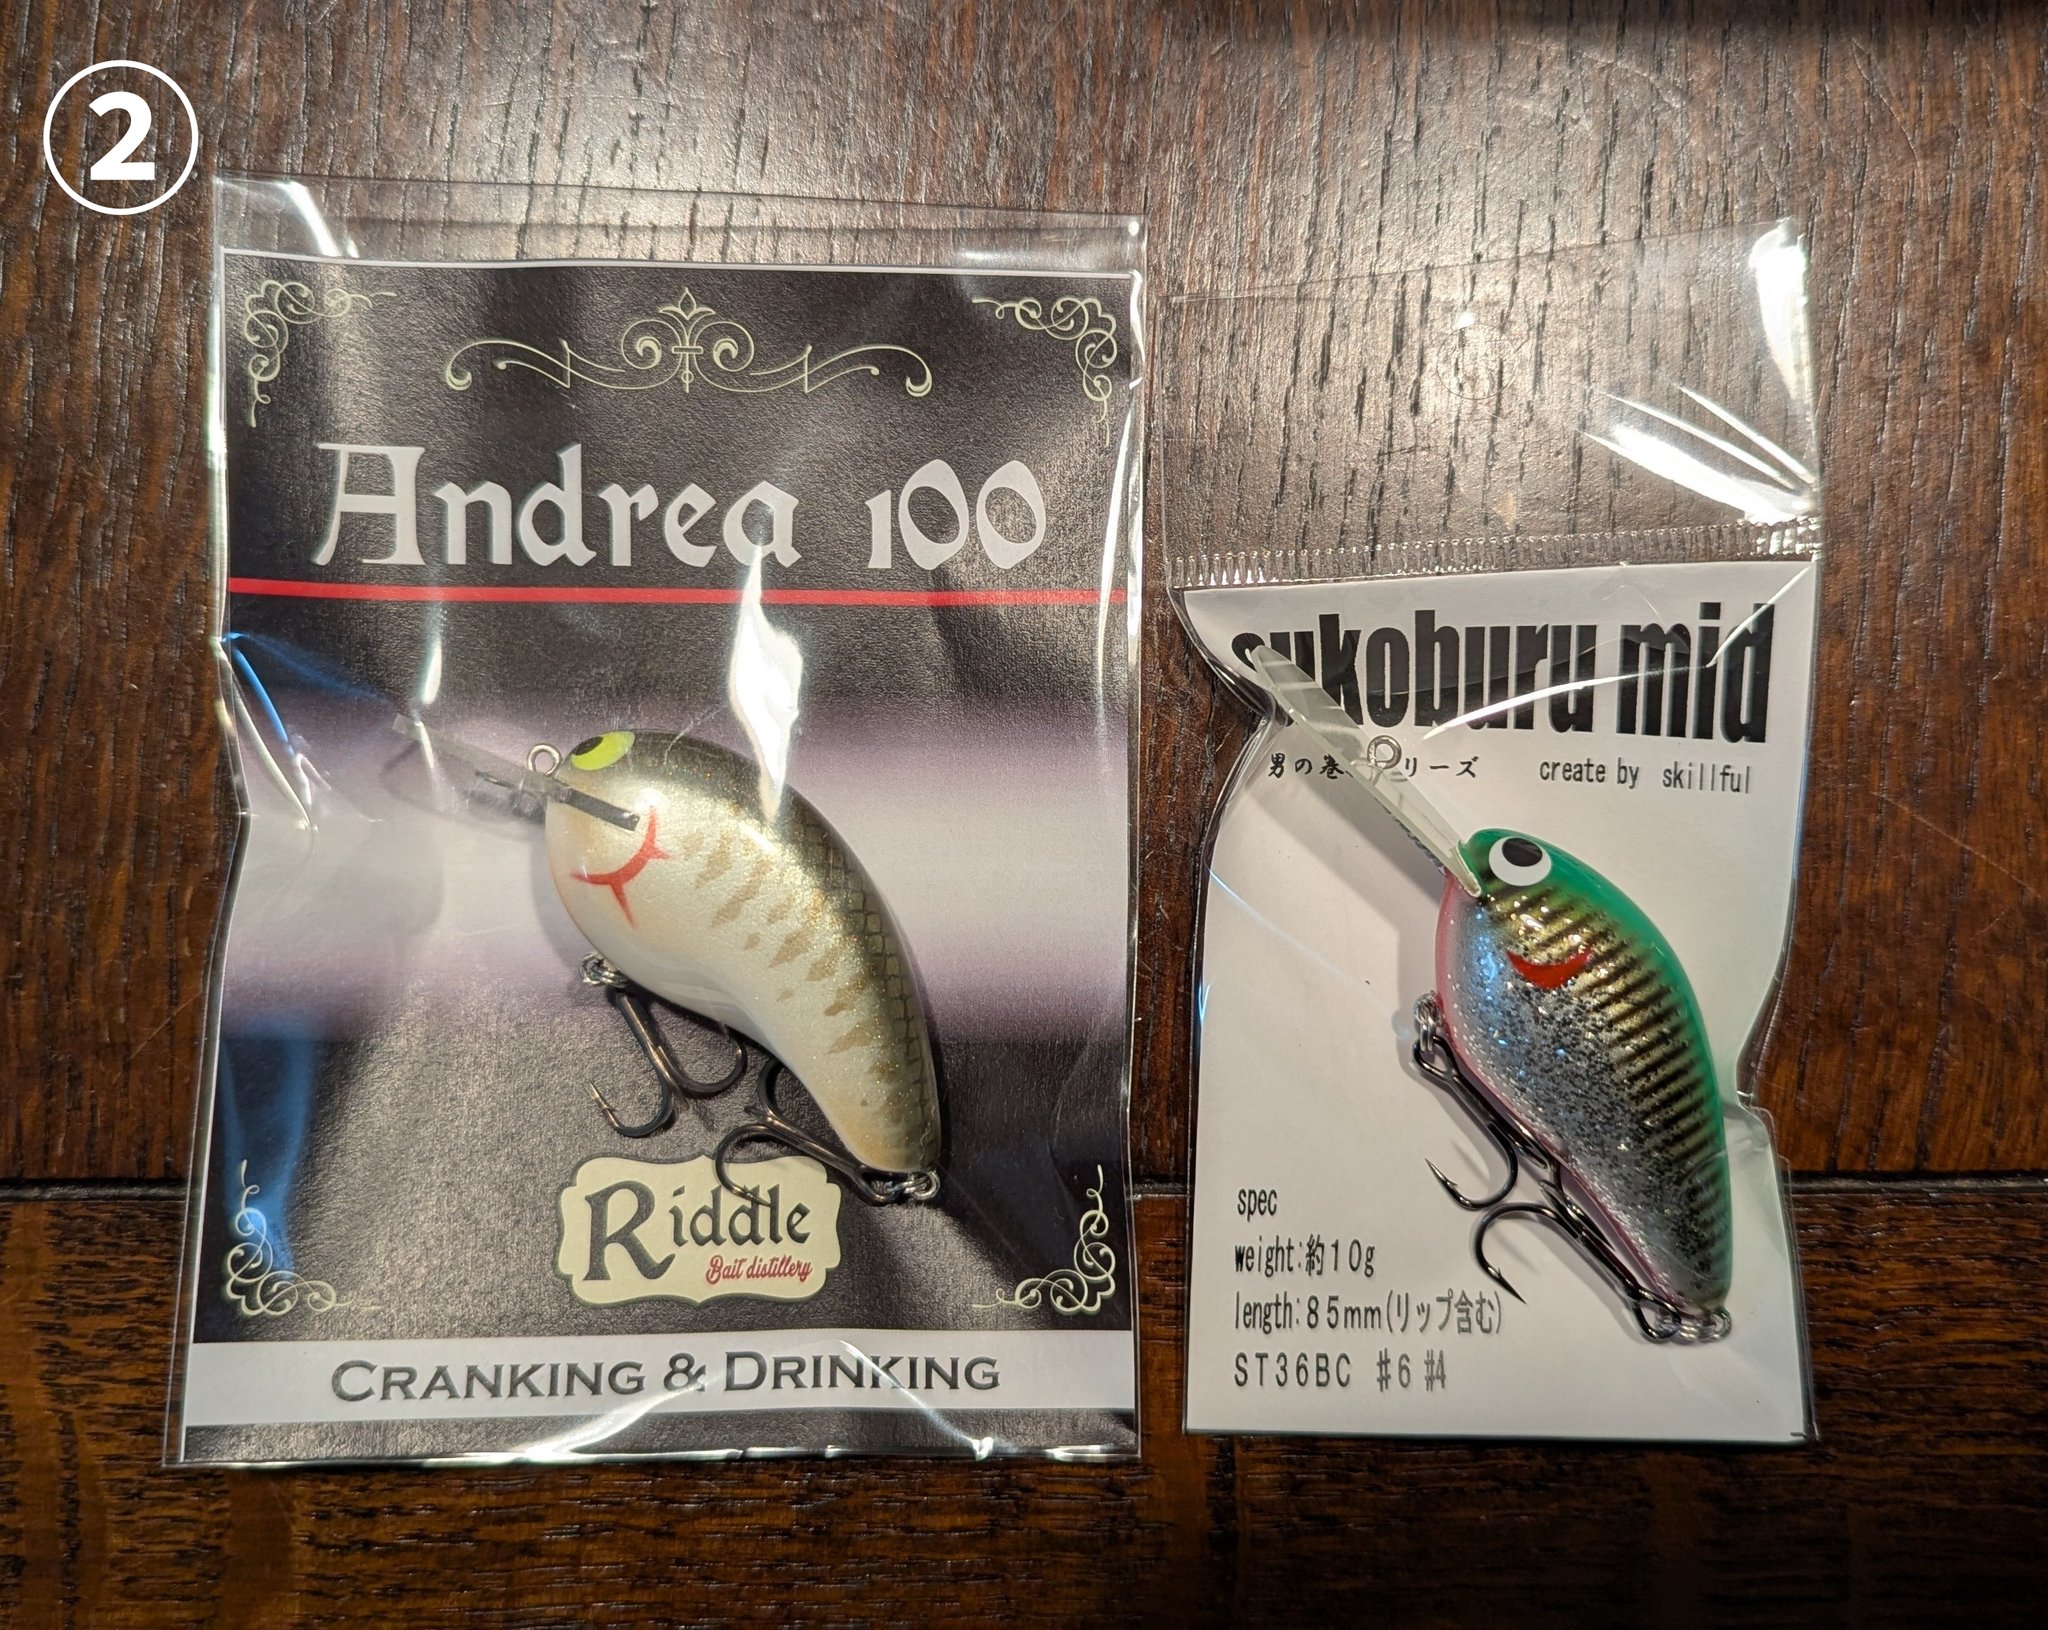 ②
Andrea 100
Riddle
Bait distillery
CRANKING & DRINKING
sukoburu mid
男の巻 リーズ create by skillful
spec
weight:約10g
length:85mm(リップ含む)
ST36BC #6 #4